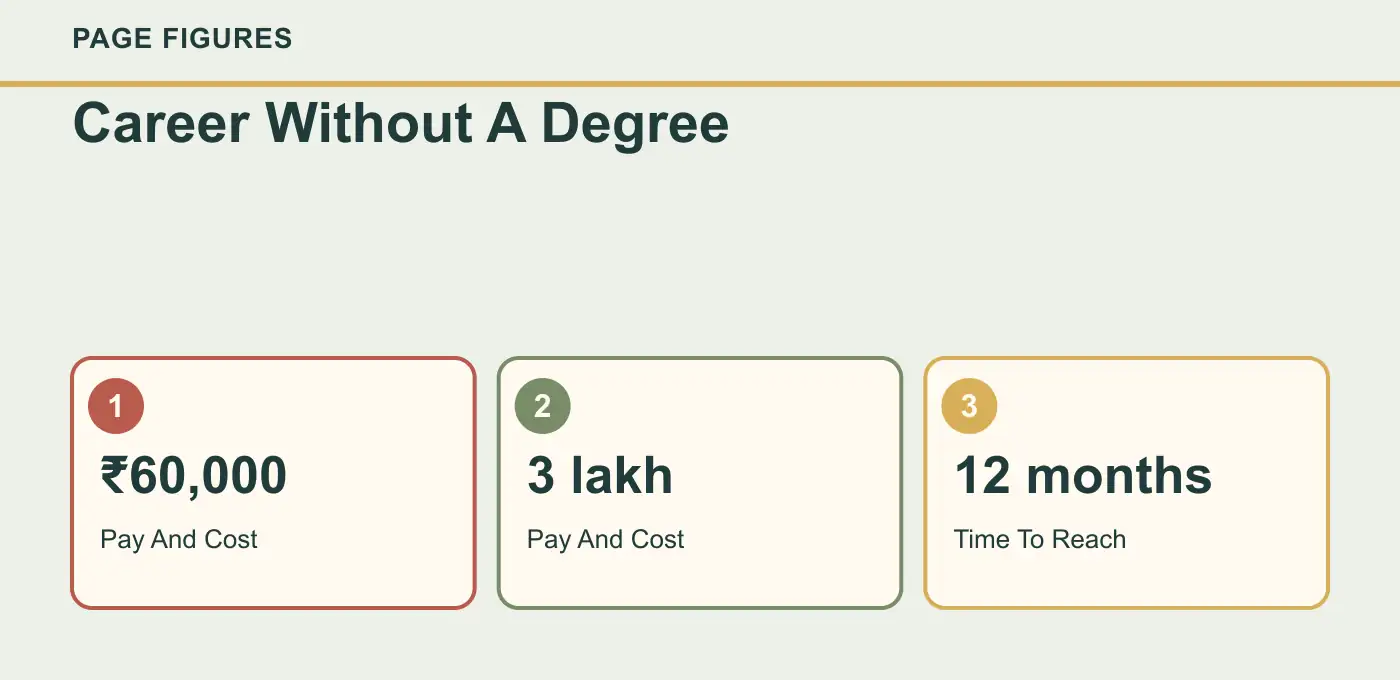 PAGE FIGURES
Career Without A Degree
1
₹60,000
Pay And Cost
2
3 lakh
Pay And Cost
3
12 months
Time To Reach